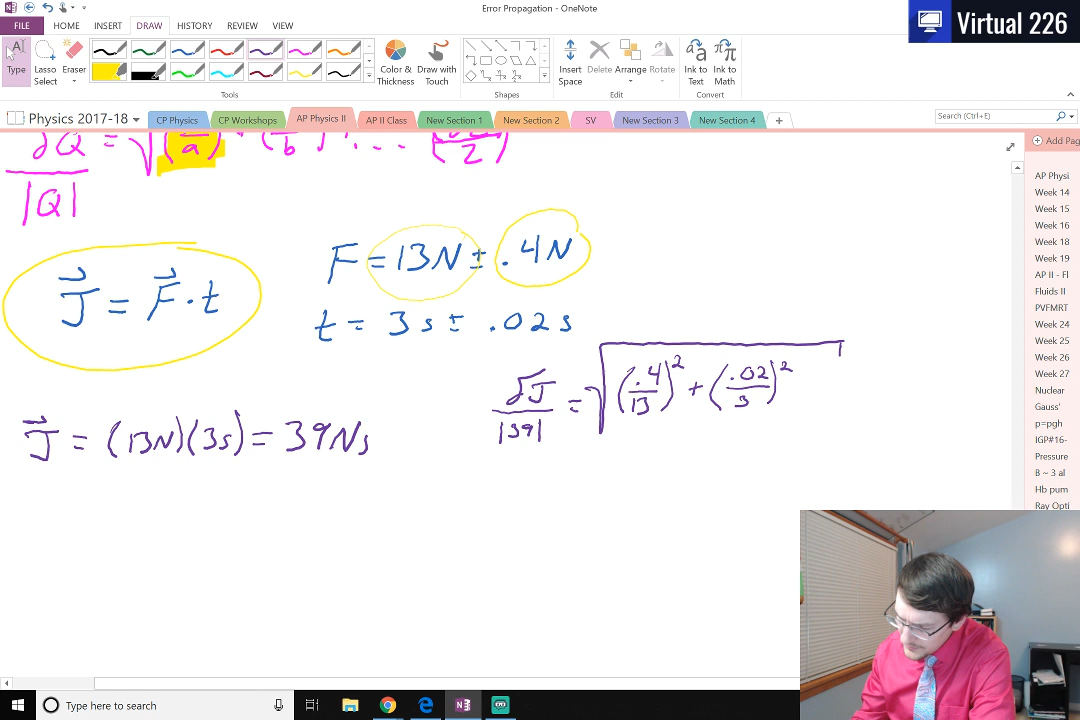 Error Propagation - OneNote
Virtual 226
FILE HOME INSERT DRAW HISTORY REVIEW VIEW
Type Lasso Select Eraser Color & Thickness Draw with Touch Insert Space Delete Arrange Rotate Ink to Text Ink to Math
Tools Shapes Edit Convert
Physics 2017-18 CP Physics CP Workshops AP Physics II AP II Class New Section 1 New Section 2 SV New Section 3 New Section 4 + Search (Ctrl+E)
Add Pag
AP Physi
Week 14
Week 15
Week 16
Week 18
Week 19
AP II - Fl
Fluids II
PVFMRT
Week 24
Week 25
Week 26
Week 27
Nuclear
Gauss'
p=pgh
IGP#16-
Pressure
B ~ 3 al
Hb pum
Ray Opti
|Q|
F = 13N ± .4N
J = F · t
t = 3s ± .02s
δJ/|39| = √((.4/13)² + (.02/3)²)
J = (13N)(3s) = 39Ns
Type here to search